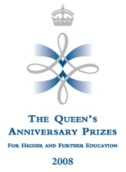 THE QUEEN'S
ANNIVERSARY PRIZES
FOR HIGHER AND FURTHER EDUCATION
2008